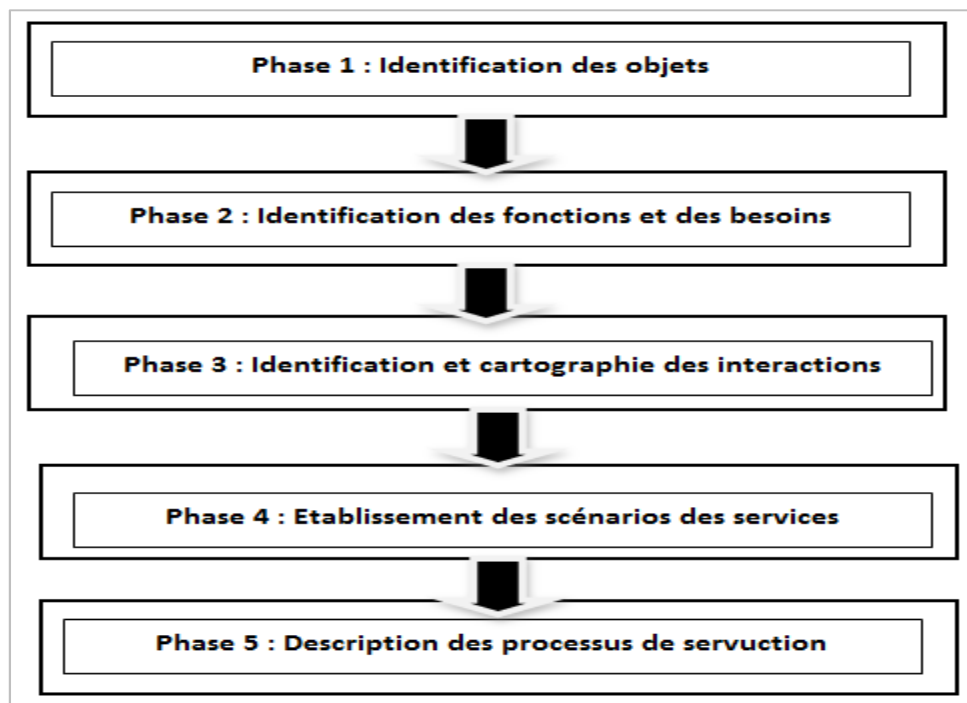 Phase 1 : Identification des objets
Phase 2 : Identification des fonctions et des besoins
Phase 3 : Identification et cartographie des interactions
Phase 4 : Etablissement des scénarios des services
Phase 5 : Description des processus de servuction